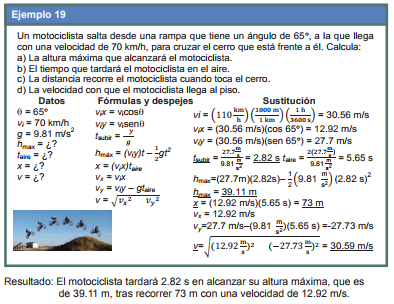 Ejemplo 19
Un motociclista salta desde una rampa que tiene un ángulo de 65°, a la que llega
con una velocidad de 70 km/h, para cruzar el cerro que está frente a él. Calcula:
a) La altura máxima que alcanzará el motociclista.
b) El tiempo que tardará el motociclista en el aire.
c) La distancia recorre el motociclista cuando toca el cerro.
d) La velocidad con que el motociclista llega al piso.
Datos
θ = 65°
vᵢ = 70 km/h
g = 9.81 m/s²
hmax = ¿?
taire = ¿?
x = ¿?
v = ¿?
Fórmulas y despejes
vᵢx = vᵢcosθ
vᵢy = vᵢsenθ
tsubir = y/g
hmáx = (vᵢy)t − 1/2 gt²
x = (vᵢx)taire
vx = vᵢx
vy = vᵢy − gtaire
v = √vx² vy²
Sustitución
vi = (110 km/h) (1000 m/1 km) (1 h/3600 s) = 30.56 m/s
vᵢx = (30.56 m/s)(cos 65°) = 12.92 m/s
vᵢy = (30.56 m/s)(sen 65°) = 27.7 m/s
tsubir = 27.7 m/s / 9.81 m/s² = 2.82 s taire = 2(27.7 m/s) / 9.81 m/s² = 5.65 s
hmax=(27.7m)(2.82s)− 1/2 (9.81 m/s²) (2.82 s)²
hmax = 39.11 m
x = (12.92 m/s)(5.65 s) = 73 m
vx = 12.92 m/s
vy=27.7 m/s–(9.81 m/s²)(5.65 s) =-27.73 m/s
v= √(12.92 m/s)² (−27.73 m/s)² = 30.59 m/s
Resultado: El motociclista tardará 2.82 s en alcanzar su altura máxima, que es
de 39.11 m, tras recorrer 73 m con una velocidad de 12.92 m/s.